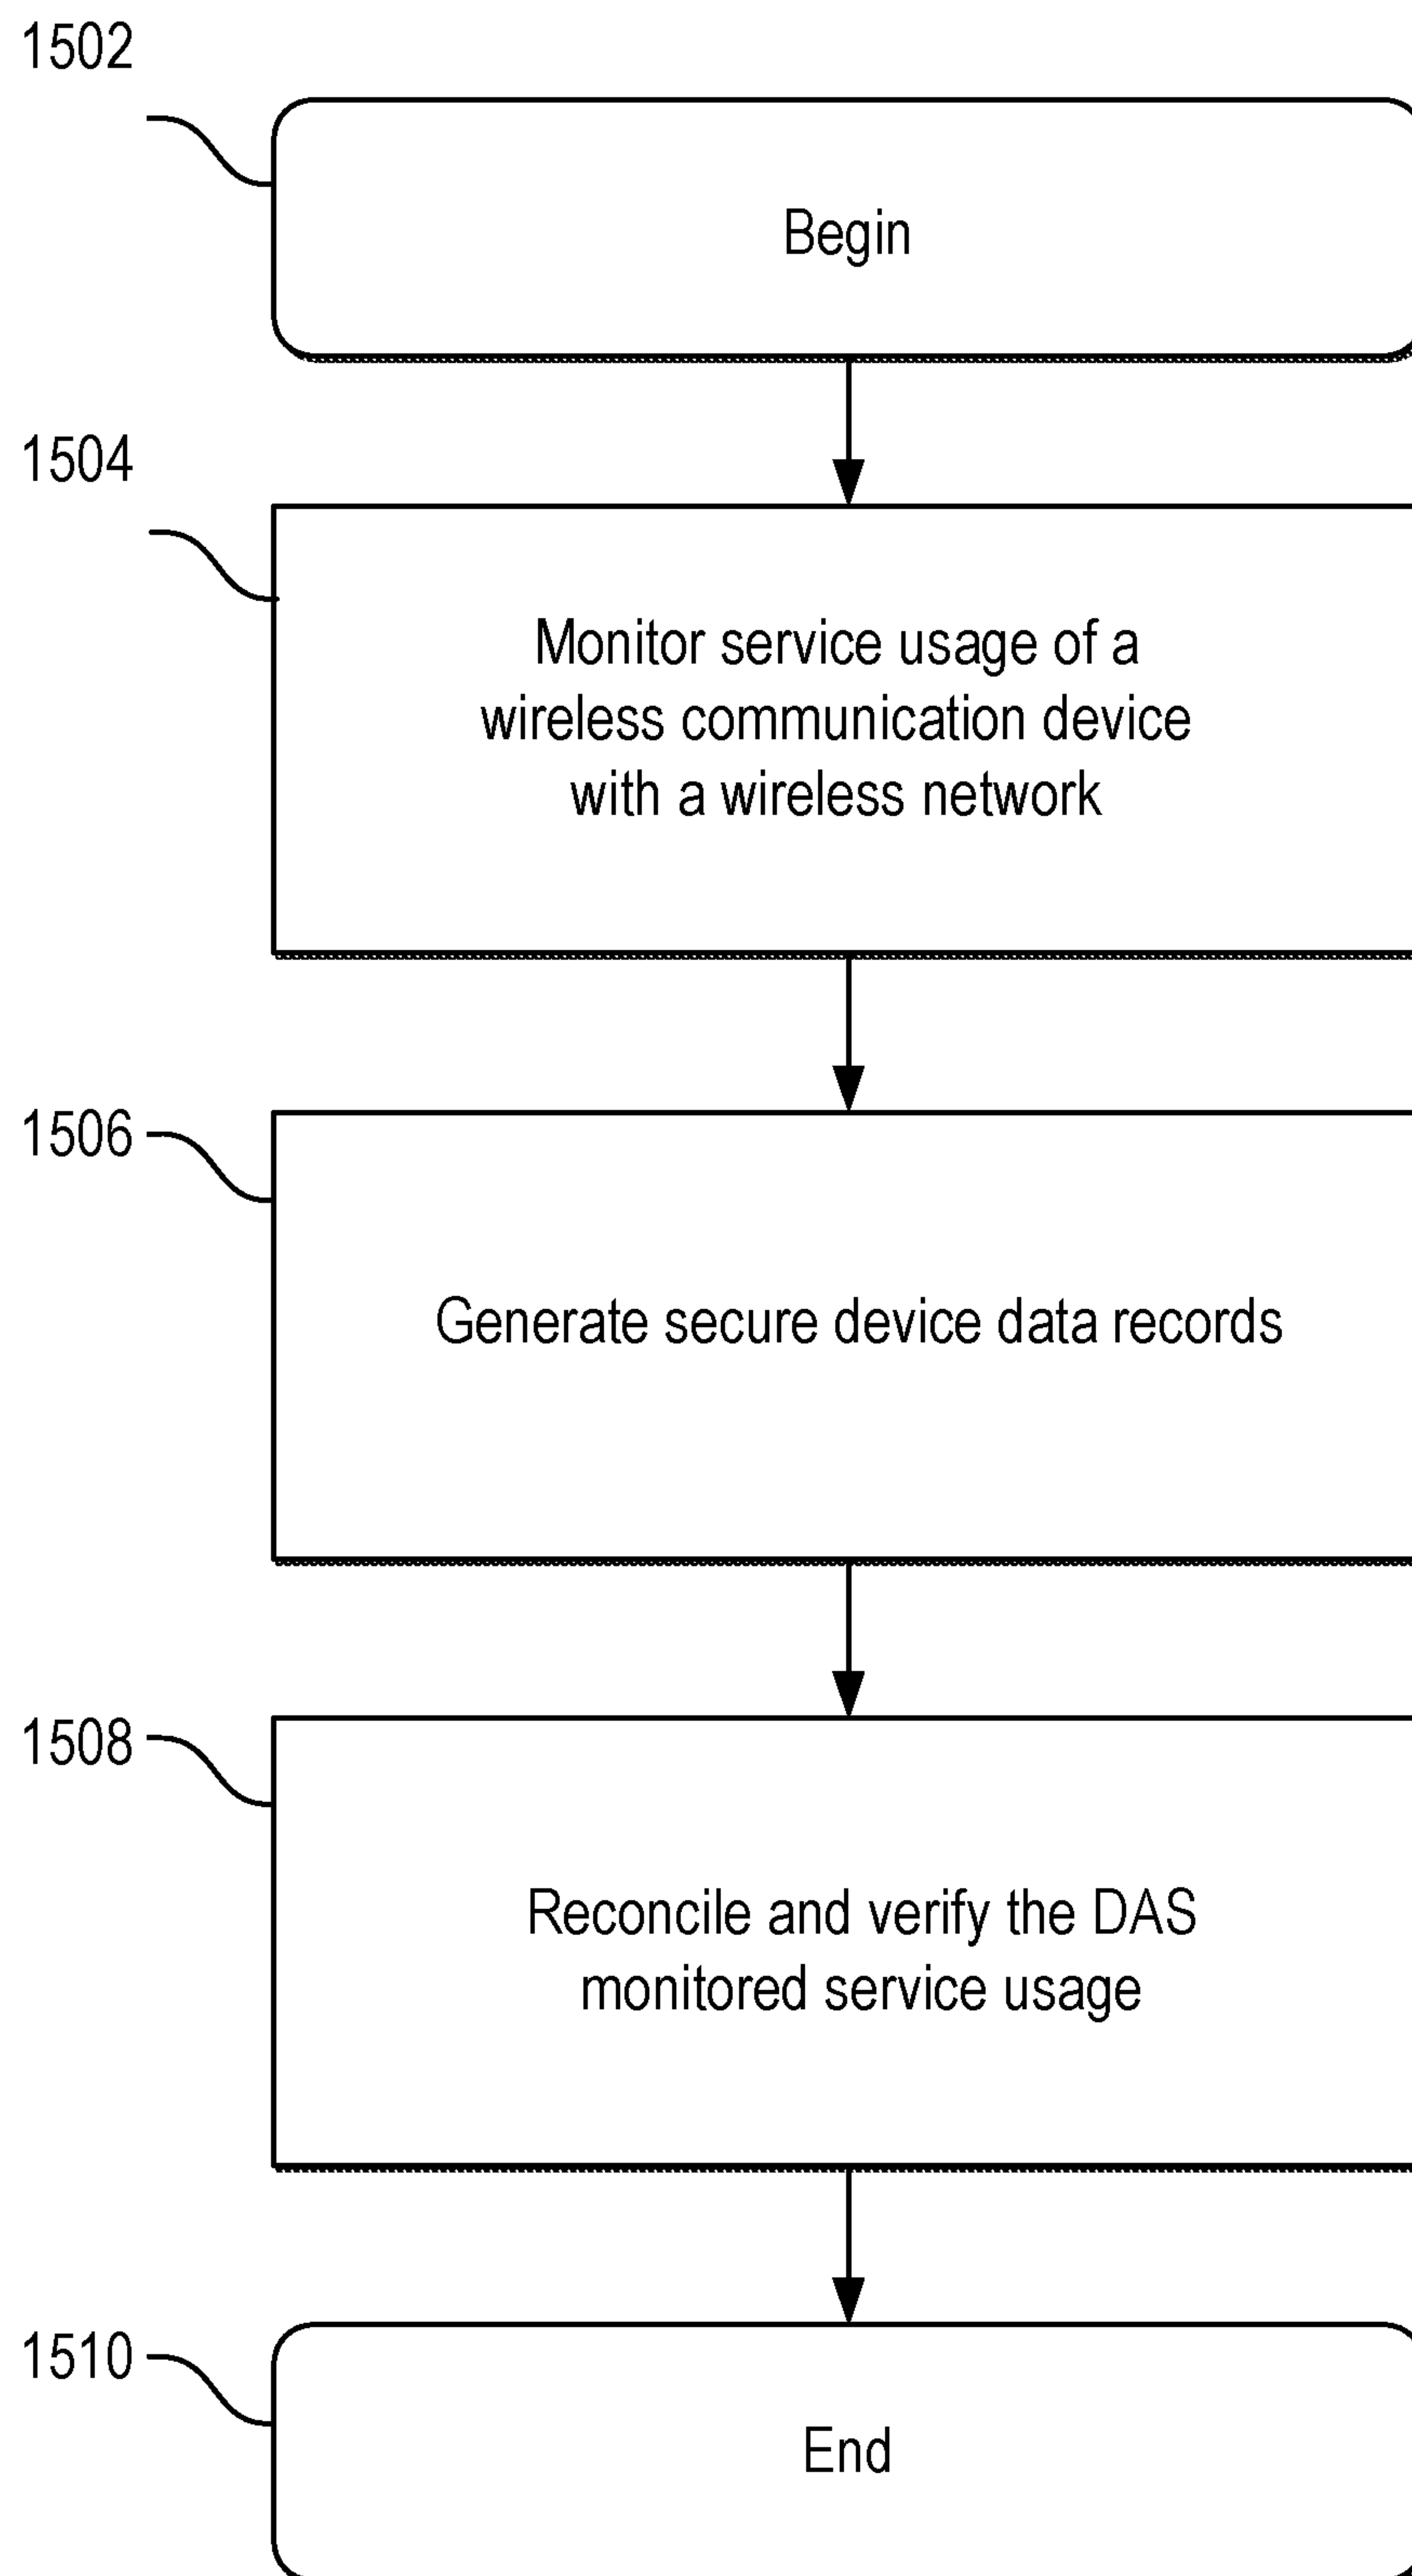 1502
Begin
1504
Monitor service usage of a
wireless communication device
with a wireless network
1506
Generate secure device data records
1508
Reconcile and verify the DAS
monitored service usage
1510
End